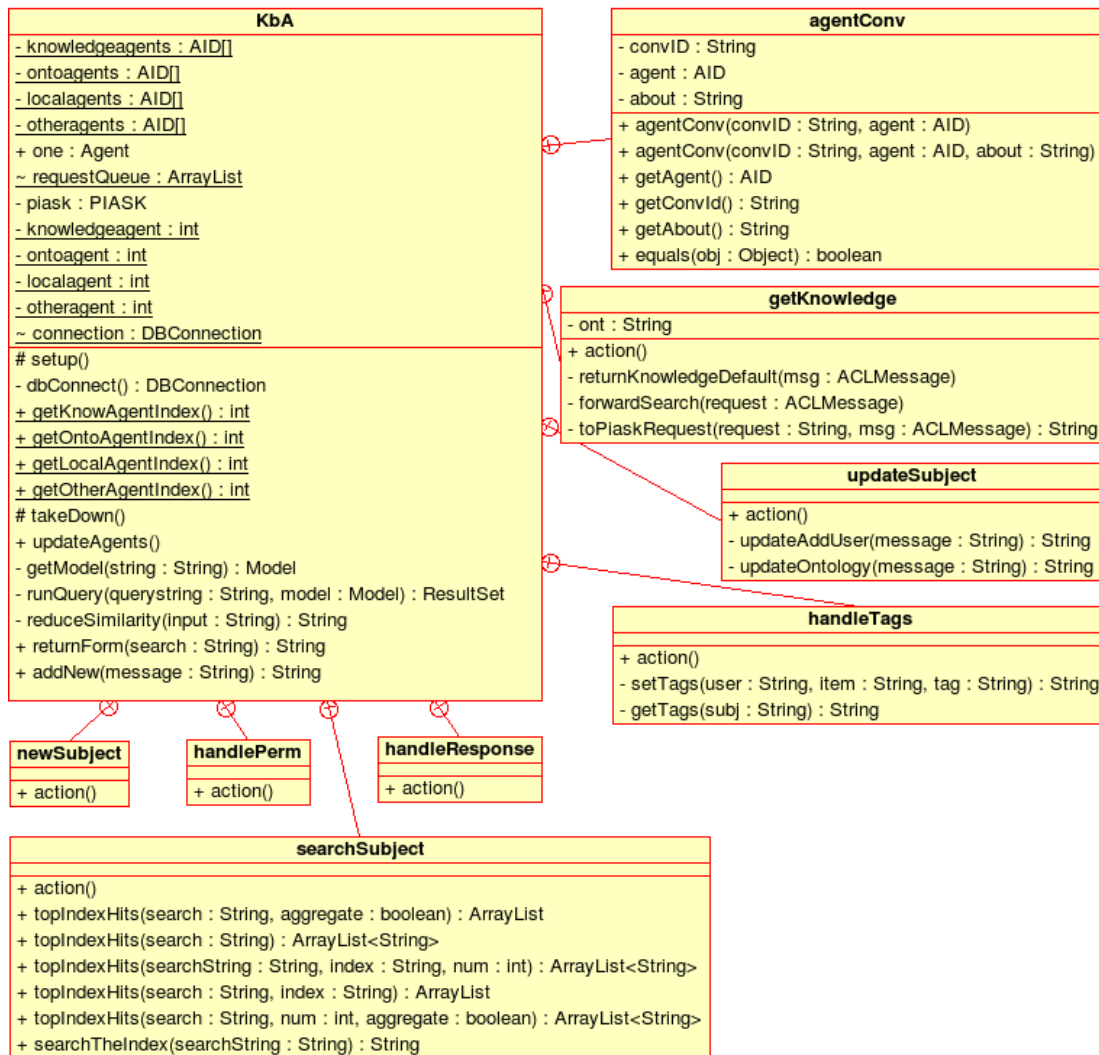 KbA
- knowledgeagents : AID[]
- ontoagents : AID[]
- localagents : AID[]
- otheragents : AID[]
+ one : Agent
~ requestQueue : ArrayList
- piask : PIASK
- knowledgeagent : int
- ontoagent : int
- localagent : int
- otheragent : int
~ connection : DBConnection
# setup()
- dbConnect() : DBConnection
+ getKnowAgentIndex() : int
+ getOntoAgentIndex() : int
+ getLocalAgentIndex() : int
+ getOtherAgentIndex() : int
# takeDown()
+ updateAgents()
- getModel(string : String) : Model
- runQuery(querystring : String, model : Model) : ResultSet
- reduceSimilarity(input : String) : String
+ returnForm(search : String) : String
+ addNew(message : String) : String
agentConv
- convID : String
- agent : AID
- about : String
+ agentConv(convID : String, agent : AID)
+ agentConv(convID : String, agent : AID, about : String)
+ getAgent() : AID
+ getConvId() : String
+ getAbout() : String
+ equals(obj : Object) : boolean
getKnowledge
- ont : String
+ action()
- returnKnowledgeDefault(msg : ACLMessage)
- forwardSearch(request : ACLMessage)
- toPiaskRequest(request : String, msg : ACLMessage) : String
updateSubject
+ action()
- updateAddUser(message : String) : String
- updateOntology(message : String) : String
handleTags
+ action()
- setTags(user : String, item : String, tag : String) : String
- getTags(subj : String) : String
newSubject
+ action()
handlePerm
+ action()
handleResponse
+ action()
searchSubject
+ action()
+ topIndexHits(search : String, aggregate : boolean) : ArrayList
+ topIndexHits(search : String) : ArrayList<String>
+ topIndexHits(searchString : String, index : String, num : int) : ArrayList<String>
+ topIndexHits(search : String, index : String) : ArrayList
+ topIndexHits(search : String, num : int, aggregate : boolean) : ArrayList<String>
+ searchTheIndex(searchString : String) : String